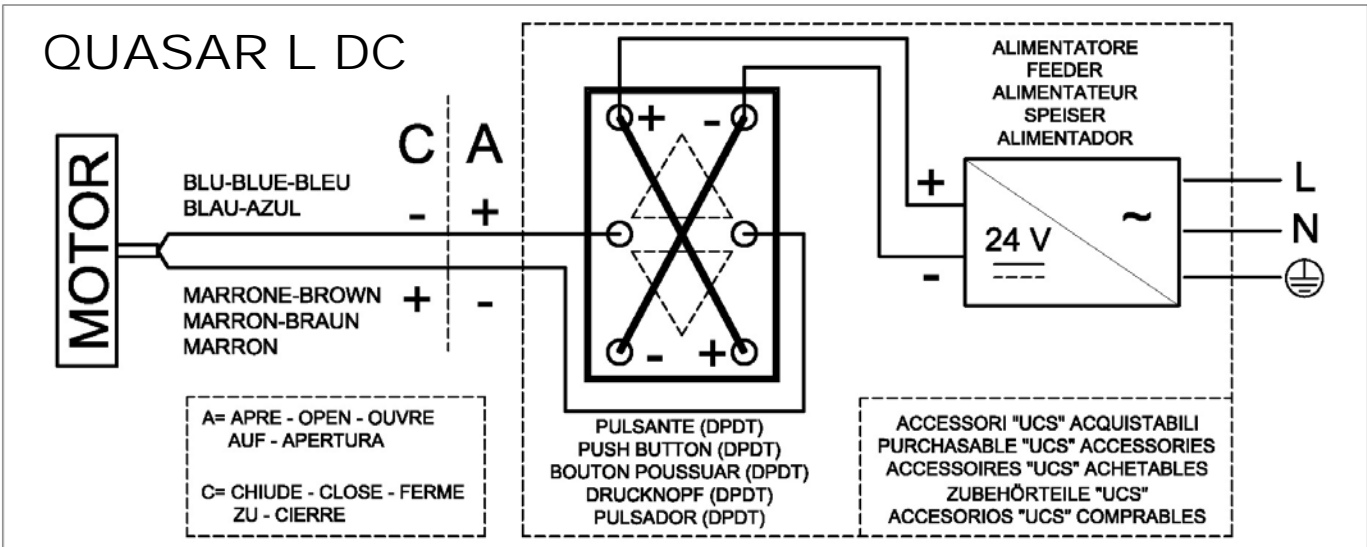 QUASAR L DC
ALIMENTATORE
FEEDER
ALIMENTATEUR
SPEISER
ALIMENTADOR
MOTOR
C A
BLU-BLUE-BLEU
BLAU-AZUL
- +
MARRONE-BROWN
MARRON-BRAUN
MARRON
+ -
+ -
- +
+
-
24 V
~
L
N
A= APRE - OPEN - OUVRE
AUF - APERTURA
C= CHIUDE - CLOSE - FERME
ZU - CIERRE
PULSANTE (DPDT)
PUSH BUTTON (DPDT)
BOUTON POUSSUAR (DPDT)
DRUCKNOPF (DPDT)
PULSADOR (DPDT)
ACCESSORI "UCS" ACQUISTABILI
PURCHASABLE "UCS" ACCESSORIES
ACCESSOIRES "UCS" ACHETABLES
ZUBEHÖRTEILE "UCS"
ACCESORIOS "UCS" COMPRABLES